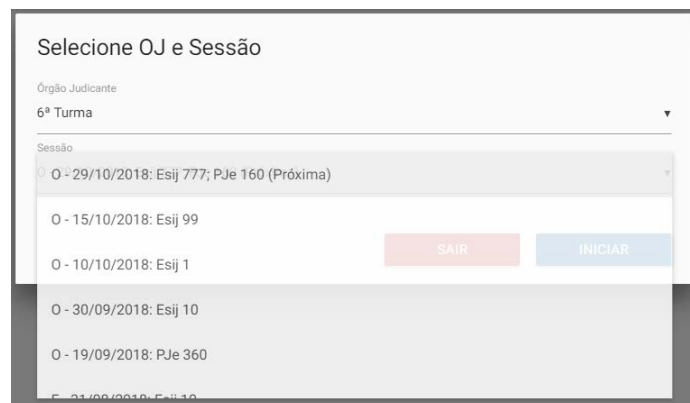 Selecione OJ e Sessão
Órgão Judicante
6ª Turma
▼
Sessão
O - 29/10/2018: Esij 777; PJe 160 (Próxima)
O - 15/10/2018: Esij 99
SAIR
INICIAR
O - 10/10/2018: Esij 1
O - 30/09/2018: Esij 10
O - 19/09/2018: PJe 360